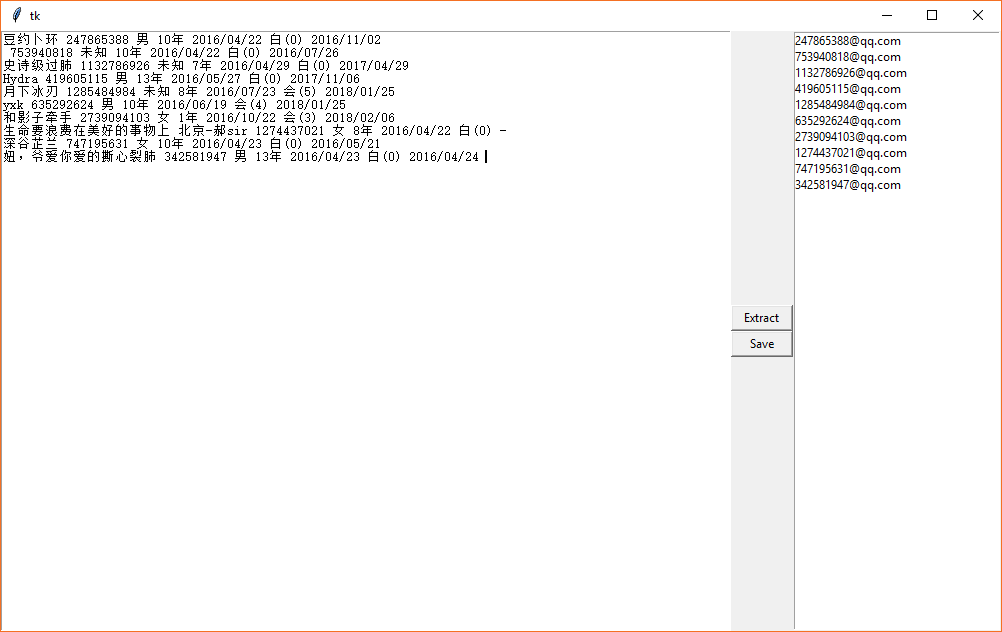 tk
豆约卜环 247865388 男 10年 2016/04/22 白(0) 2016/11/02
753940818 未知 10年 2016/04/22 白(0) 2016/07/26
史诗级过肺 1132786926 未知 7年 2016/04/29 白(0) 2017/04/29
Hydra 419605115 男 13年 2016/05/27 白(0) 2017/11/06
月下冰刃 1285484984 未知 8年 2016/07/23 会(5) 2018/01/25
yxk 635292624 男 10年 2016/06/19 会(4) 2018/01/25
和影子牵手 2739094103 女 1年 2016/10/22 会(3) 2018/02/06
生命要浪费在美好的事物上 北京-郝sir 1274437021 女 8年 2016/04/22 白(0) -
深谷芷兰 747195631 女 10年 2016/04/23 白(0) 2016/05/21
妞，爷爱你爱的撕心裂肺 342581947 男 13年 2016/04/23 白(0) 2016/04/24
Extract
Save
247865388@qq.com
753940818@qq.com
1132786926@qq.com
419605115@qq.com
1285484984@qq.com
635292624@qq.com
2739094103@qq.com
1274437021@qq.com
747195631@qq.com
342581947@qq.com